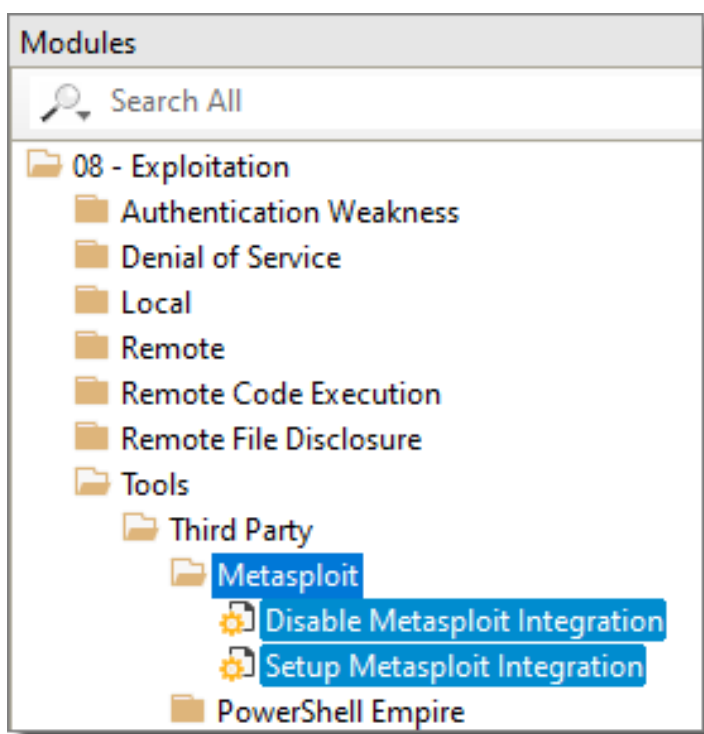 Modules
Search All
08 - Exploitation
Authentication Weakness
Denial of Service
Local
Remote
Remote Code Execution
Remote File Disclosure
Tools
Third Party
Metasploit
Disable Metasploit Integration
Setup Metasploit Integration
PowerShell Empire